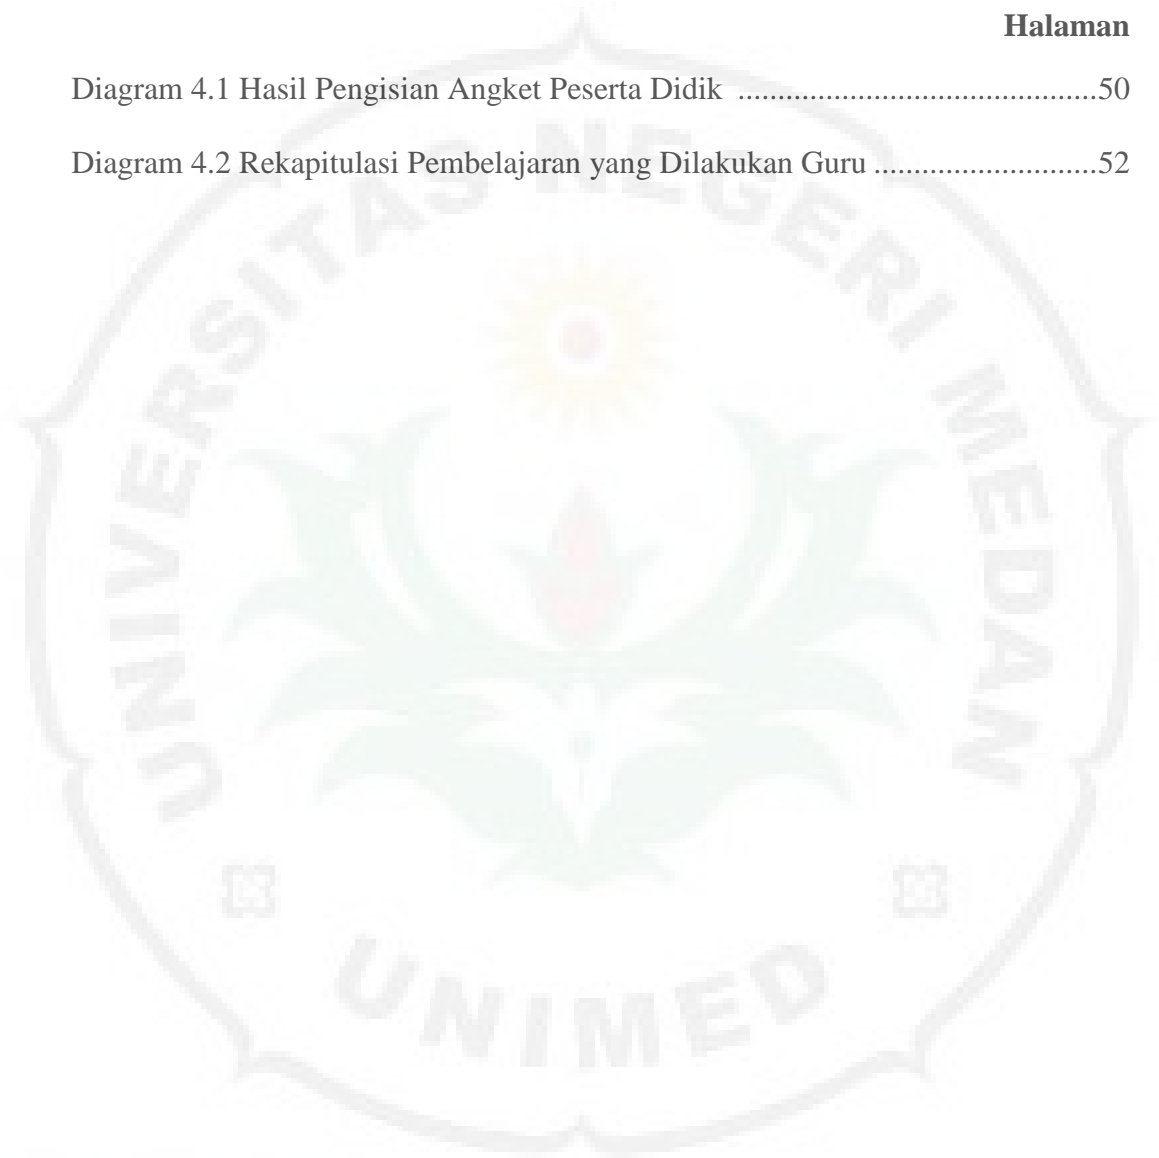 Halaman
Diagram 4.1 Hasil Pengisian Angket Peserta Didik ............................................50
Diagram 4.2 Rekapitulasi Pembelajaran yang Dilakukan Guru ...........................52
UNIVERSITAS NEGERI MEDAN
UNIMED